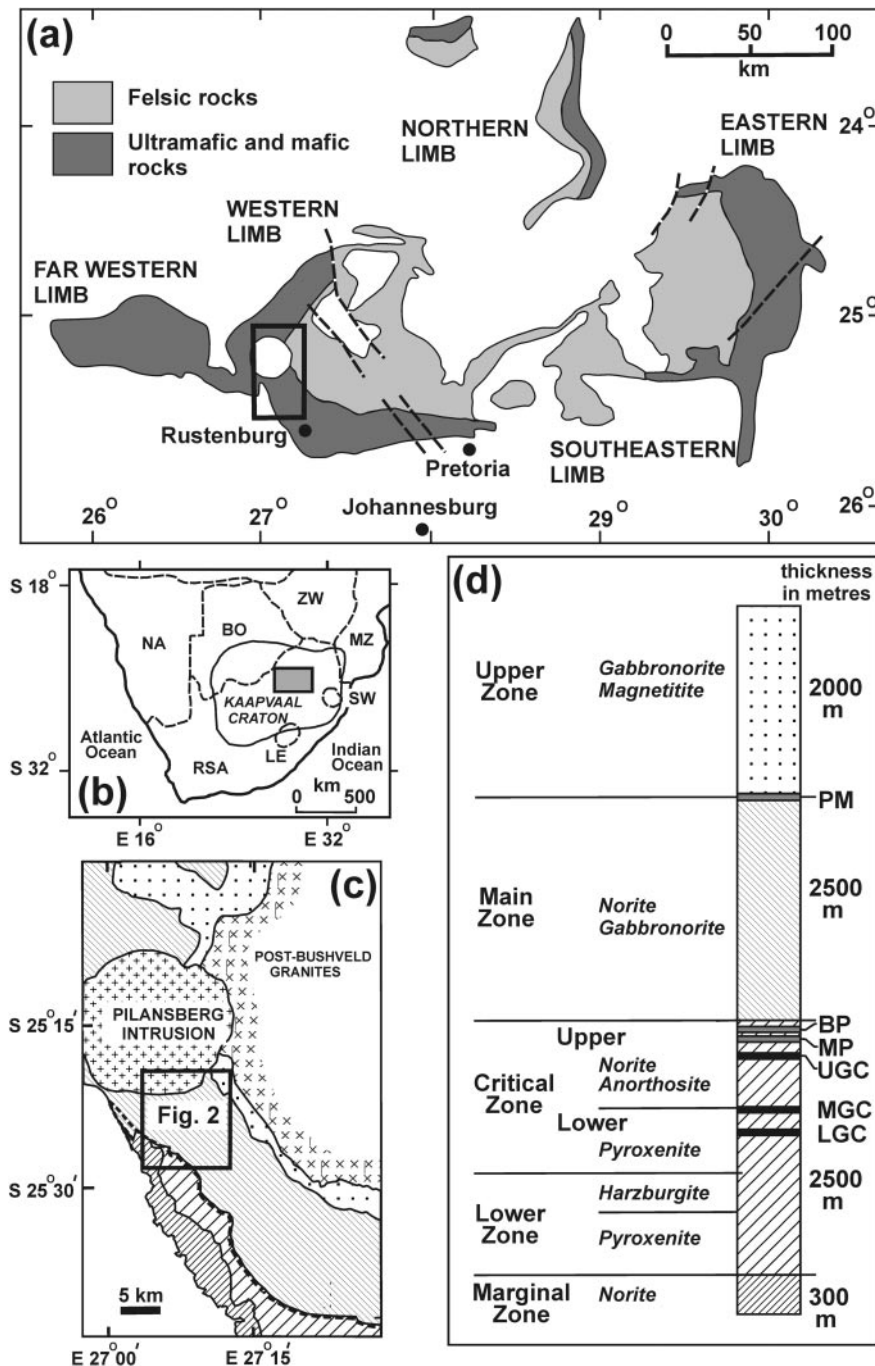 (a)
0 50 100
km
Felsic rocks
Ultramafic and mafic
rocks
NORTHERN
LIMB
EASTERN
LIMB
24°
WESTERN
LIMB
FAR WESTERN
LIMB
25°
Rustenburg
Pretoria
SOUTHEASTERN
LIMB
26° 27° Johannesburg 29° 30° 26°
(b)
S 18°
ZW
NA
BO
MZ
KAAPVAAL
CRATON
SW
Atlantic
Ocean
Indian
Ocean
LE
RSA
S 32°
km
0 500
E 16° E 32°
(c)
POST-BUSHVELD
GRANITES
PILANSBERG
INTRUSION
S 25°15'
Fig. 2
S 25°30'
5 km
E 27°00' E 27°15'
(d)
thickness
in metres
Upper
Zone
Gabbronorite
Magnetitite
2000
m
PM
Main
Zone
Norite
Gabbronorite
2500
m
BP
Upper
MP
UGC
Critical
Zone
Norite
Anorthosite
MGC
Lower
LGC
Pyroxenite
2500
m
Harzburgite
Lower
Zone
Pyroxenite
Marginal
Zone
Norite
300
m